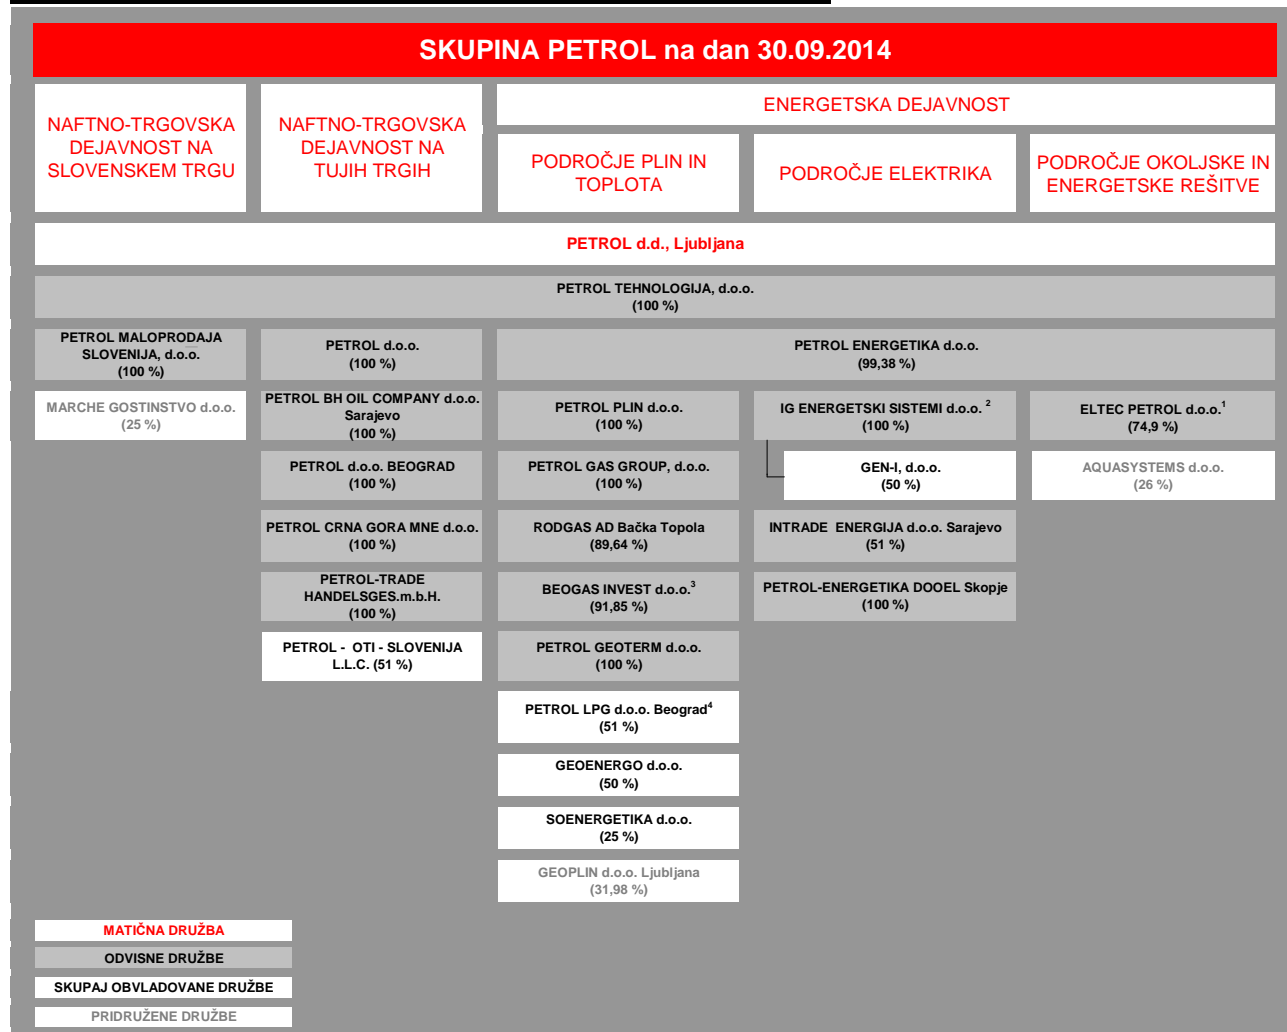 SKUPINA PETROL na dan 30.09.2014
NAFTNO-TRGOVSKA
DEJAVNOST NA
SLOVENSKEM TRGU
NAFTNO-TRGOVSKA
DEJAVNOST NA
TUJIH TRGIH
ENERGETSKA DEJAVNOST
PODROČJE PLIN IN
TOPLOTA
PODROČJE ELEKTRIKA
PODROČJE OKOLJSKE IN
ENERGETSKE REŠITVE
PETROL d.d., Ljubljana
PETROL TEHNOLOGIJA, d.o.o.
(100 %)
PETROL MALOPRODAJA
SLOVENIJA, d.o.o.
(100 %)
PETROL d.o.o.
(100 %)
PETROL ENERGETIKA d.o.o.
(99,38 %)
MARCHE GOSTINSTVO d.o.o.
(25 %)
PETROL BH OIL COMPANY d.o.o.
Sarajevo
(100 %)
PETROL PLIN d.o.o.
(100 %)
IG ENERGETSKI SISTEMI d.o.o. ²
(100 %)
ELTEC PETROL d.o.o.¹
(74,9 %)
PETROL d.o.o. BEOGRAD
(100 %)
PETROL GAS GROUP, d.o.o.
(100 %)
GEN-I, d.o.o.
(50 %)
AQUASYSTEMS d.o.o.
(26 %)
PETROL CRNA GORA MNE d.o.o.
(100 %)
RODGAS AD Bačka Topola
(89,64 %)
INTRADE ENERGIJA d.o.o. Sarajevo
(51 %)
PETROL-TRADE
HANDELSGES.m.b.H.
(100 %)
BEOGAS INVEST d.o.o.³
(91,85 %)
PETROL-ENERGETIKA DOOEL Skopje
(100 %)
PETROL - OTI - SLOVENIJA
L.L.C. (51 %)
PETROL GEOTERM d.o.o.
(100 %)
PETROL LPG d.o.o. Beograd⁴
(51 %)
GEOENERGO d.o.o.
(50 %)
SOENERGETIKA d.o.o.
(25 %)
GEOPLIN d.o.o. Ljubljana
(31,98 %)
MATIČNA DRUŽBA
ODVISNE DRUŽBE
SKUPAJ OBVLADOVANE DRUŽBE
PRIDRUŽENE DRUŽBE